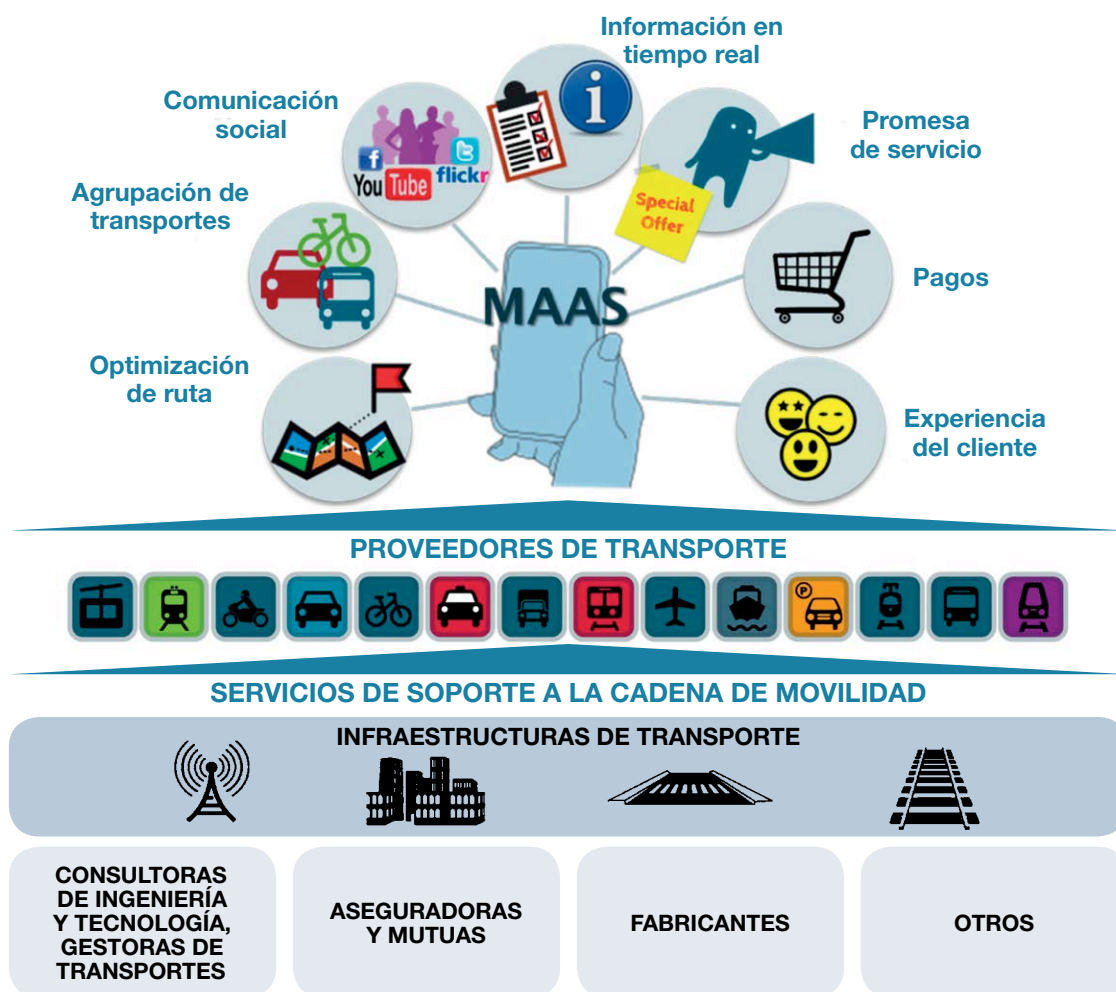 Información en
tiempo real
Comunicación
social
Promesa
de servicio
f
t
You Tube
flickr
i
Agrupación de
transportes
Special
Offer
MAAS
Pagos
Optimización
de ruta
Experiencia
del cliente
PROVEEDORES DE TRANSPORTE
P
SERVICIOS DE SOPORTE A LA CADENA DE MOVILIDAD
INFRAESTRUCTURAS DE TRANSPORTE
CONSULTORAS
DE INGENIERÍA
Y TECNOLOGÍA,
GESTORAS DE
TRANSPORTES
ASEGURADORAS
Y MUTUAS
FABRICANTES
OTROS